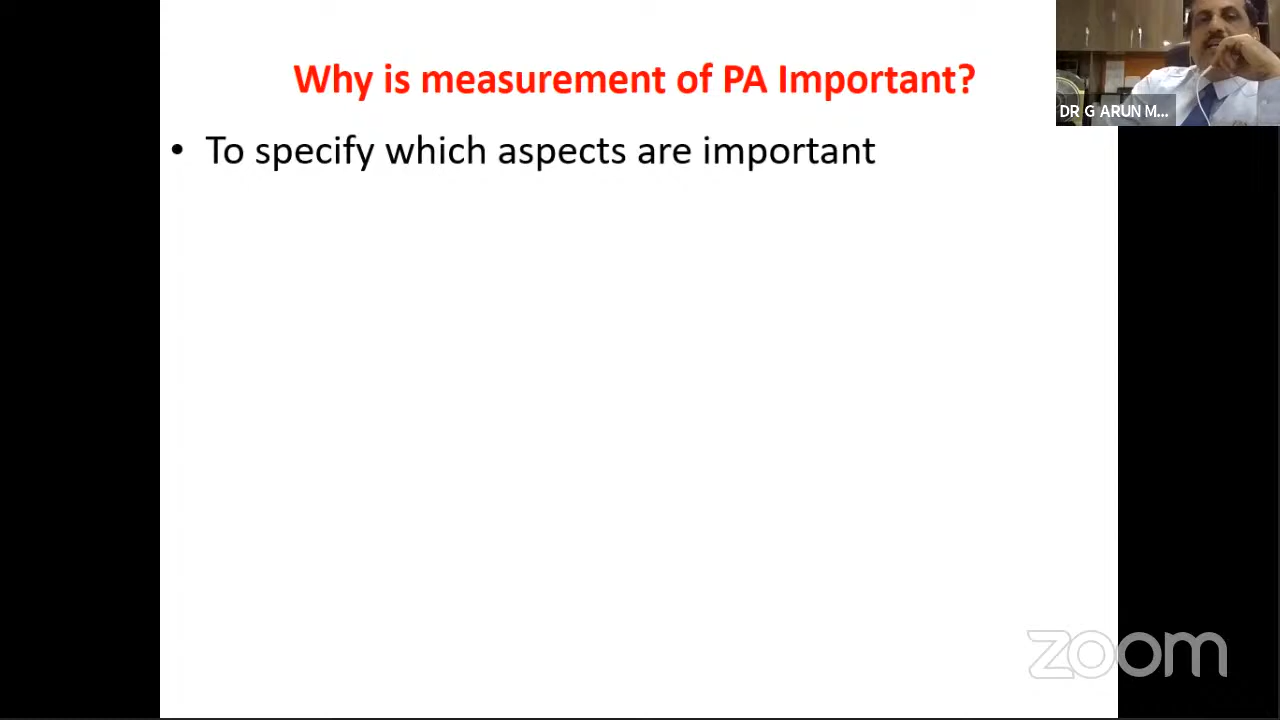 Why is measurement of PA Important?
• To specify which aspects are important
DR G ARUN M...
zoom